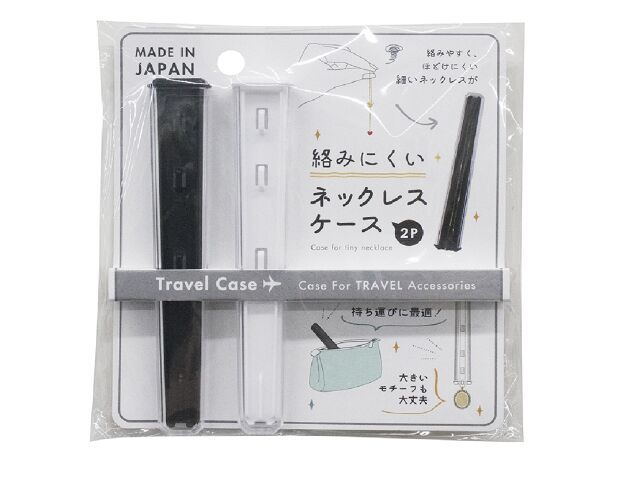 MADE IN
JAPAN
絡みやすく、
ほどけにくい
細いネックレスが
絡みにくい
ネックレス
ケース
2P
Case for tiny necklace
Travel Case
Case For TRAVEL Accessories
持ち運びに最適!
大きい
モチーフも
大丈夫